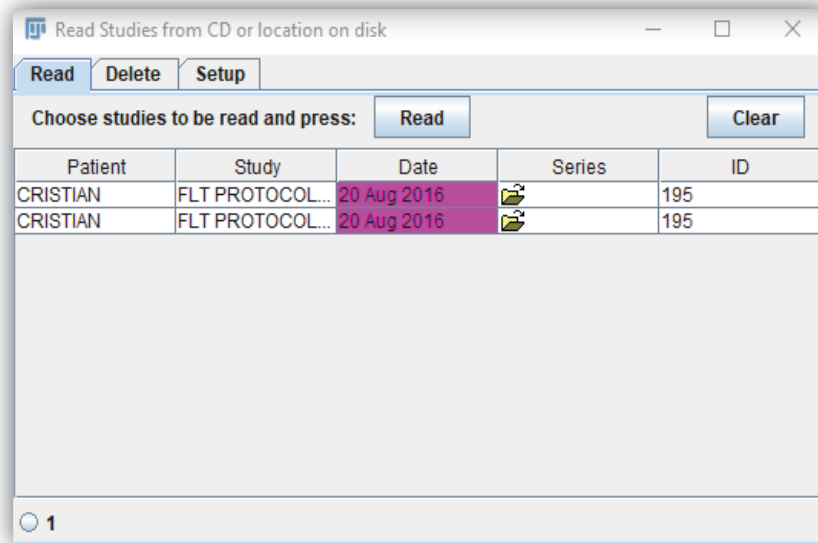 Read Studies from CD or location on disk
Read Delete Setup
Choose studies to be read and press: Read Clear
Patient Study Date Series ID
CRISTIAN FLT PROTOCOL... 20 Aug 2016 195
CRISTIAN FLT PROTOCOL... 20 Aug 2016 195
1